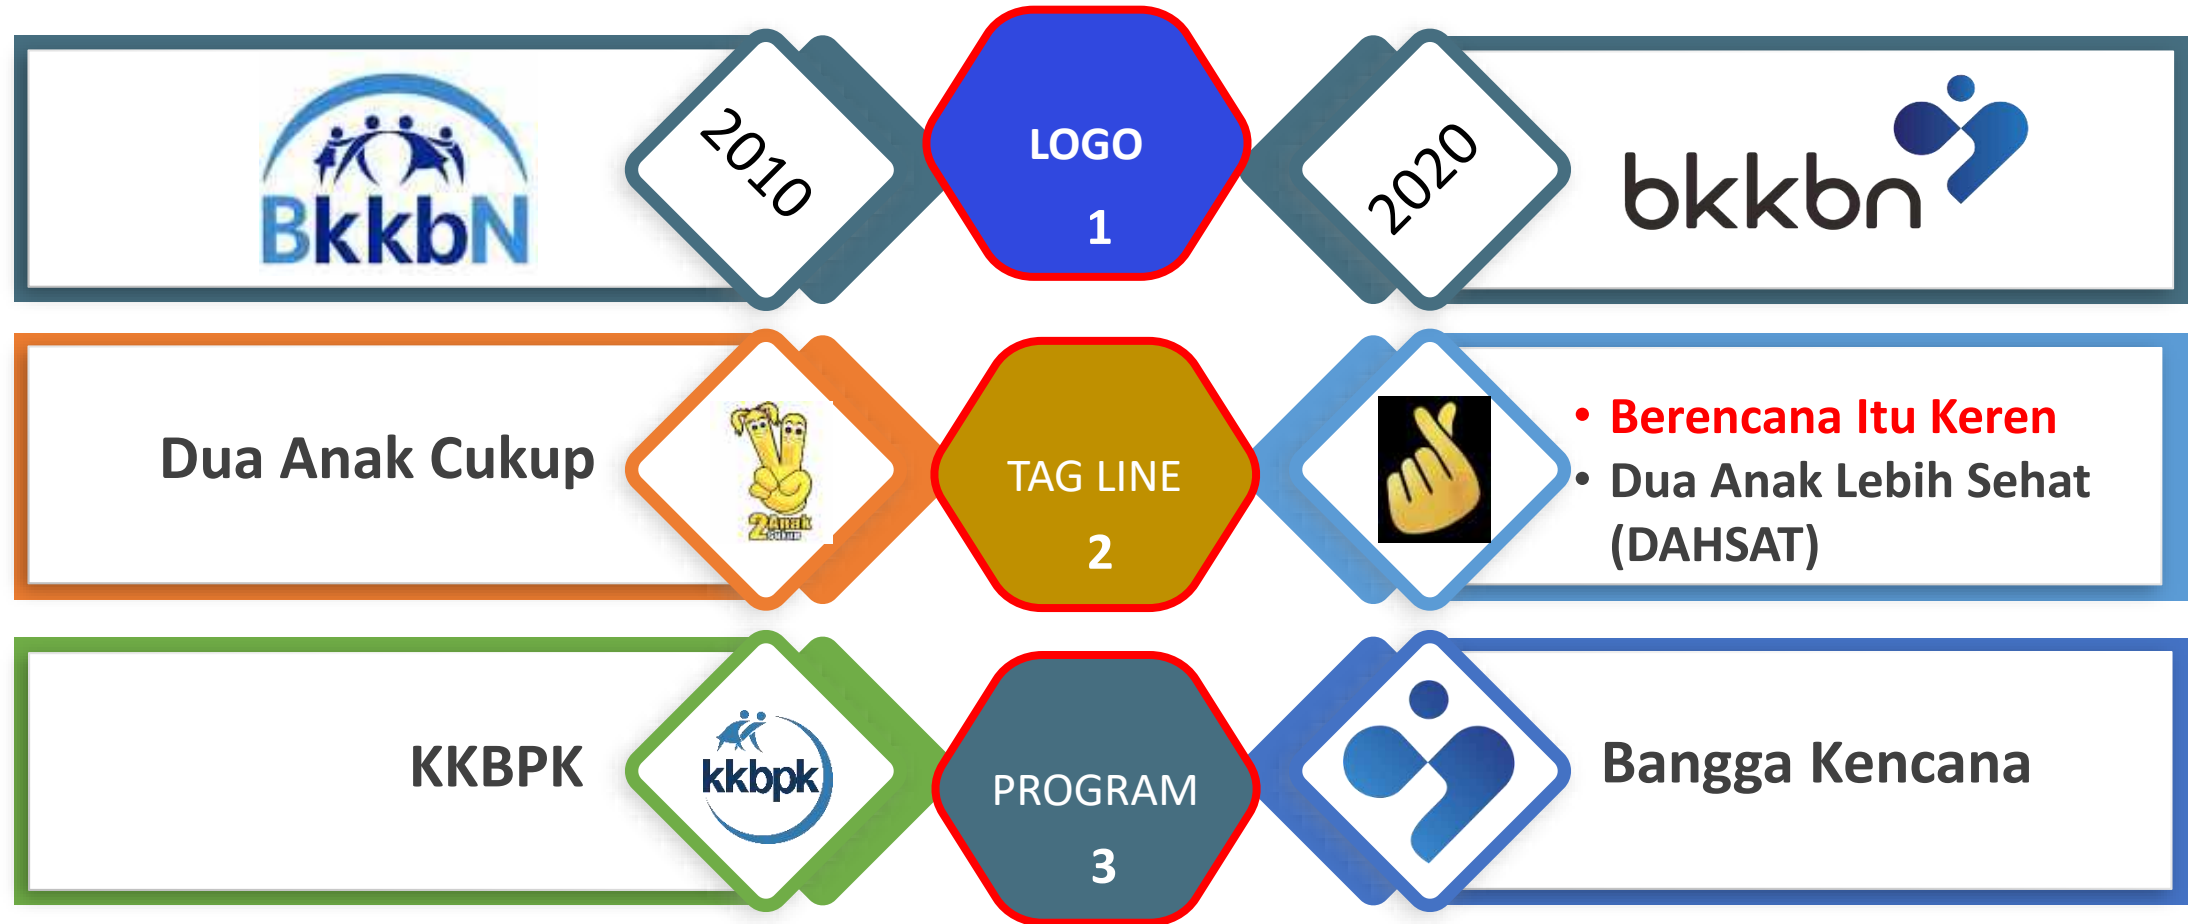 BkkbN
2010
LOGO
1
2020
bkkbn
Dua Anak Cukup
2 Anak
Cukup
TAG LINE
2
• Berencana Itu Keren
• Dua Anak Lebih Sehat
(DAHSAT)
KKBPK
kkbpk
PROGRAM
3
Bangga Kencana